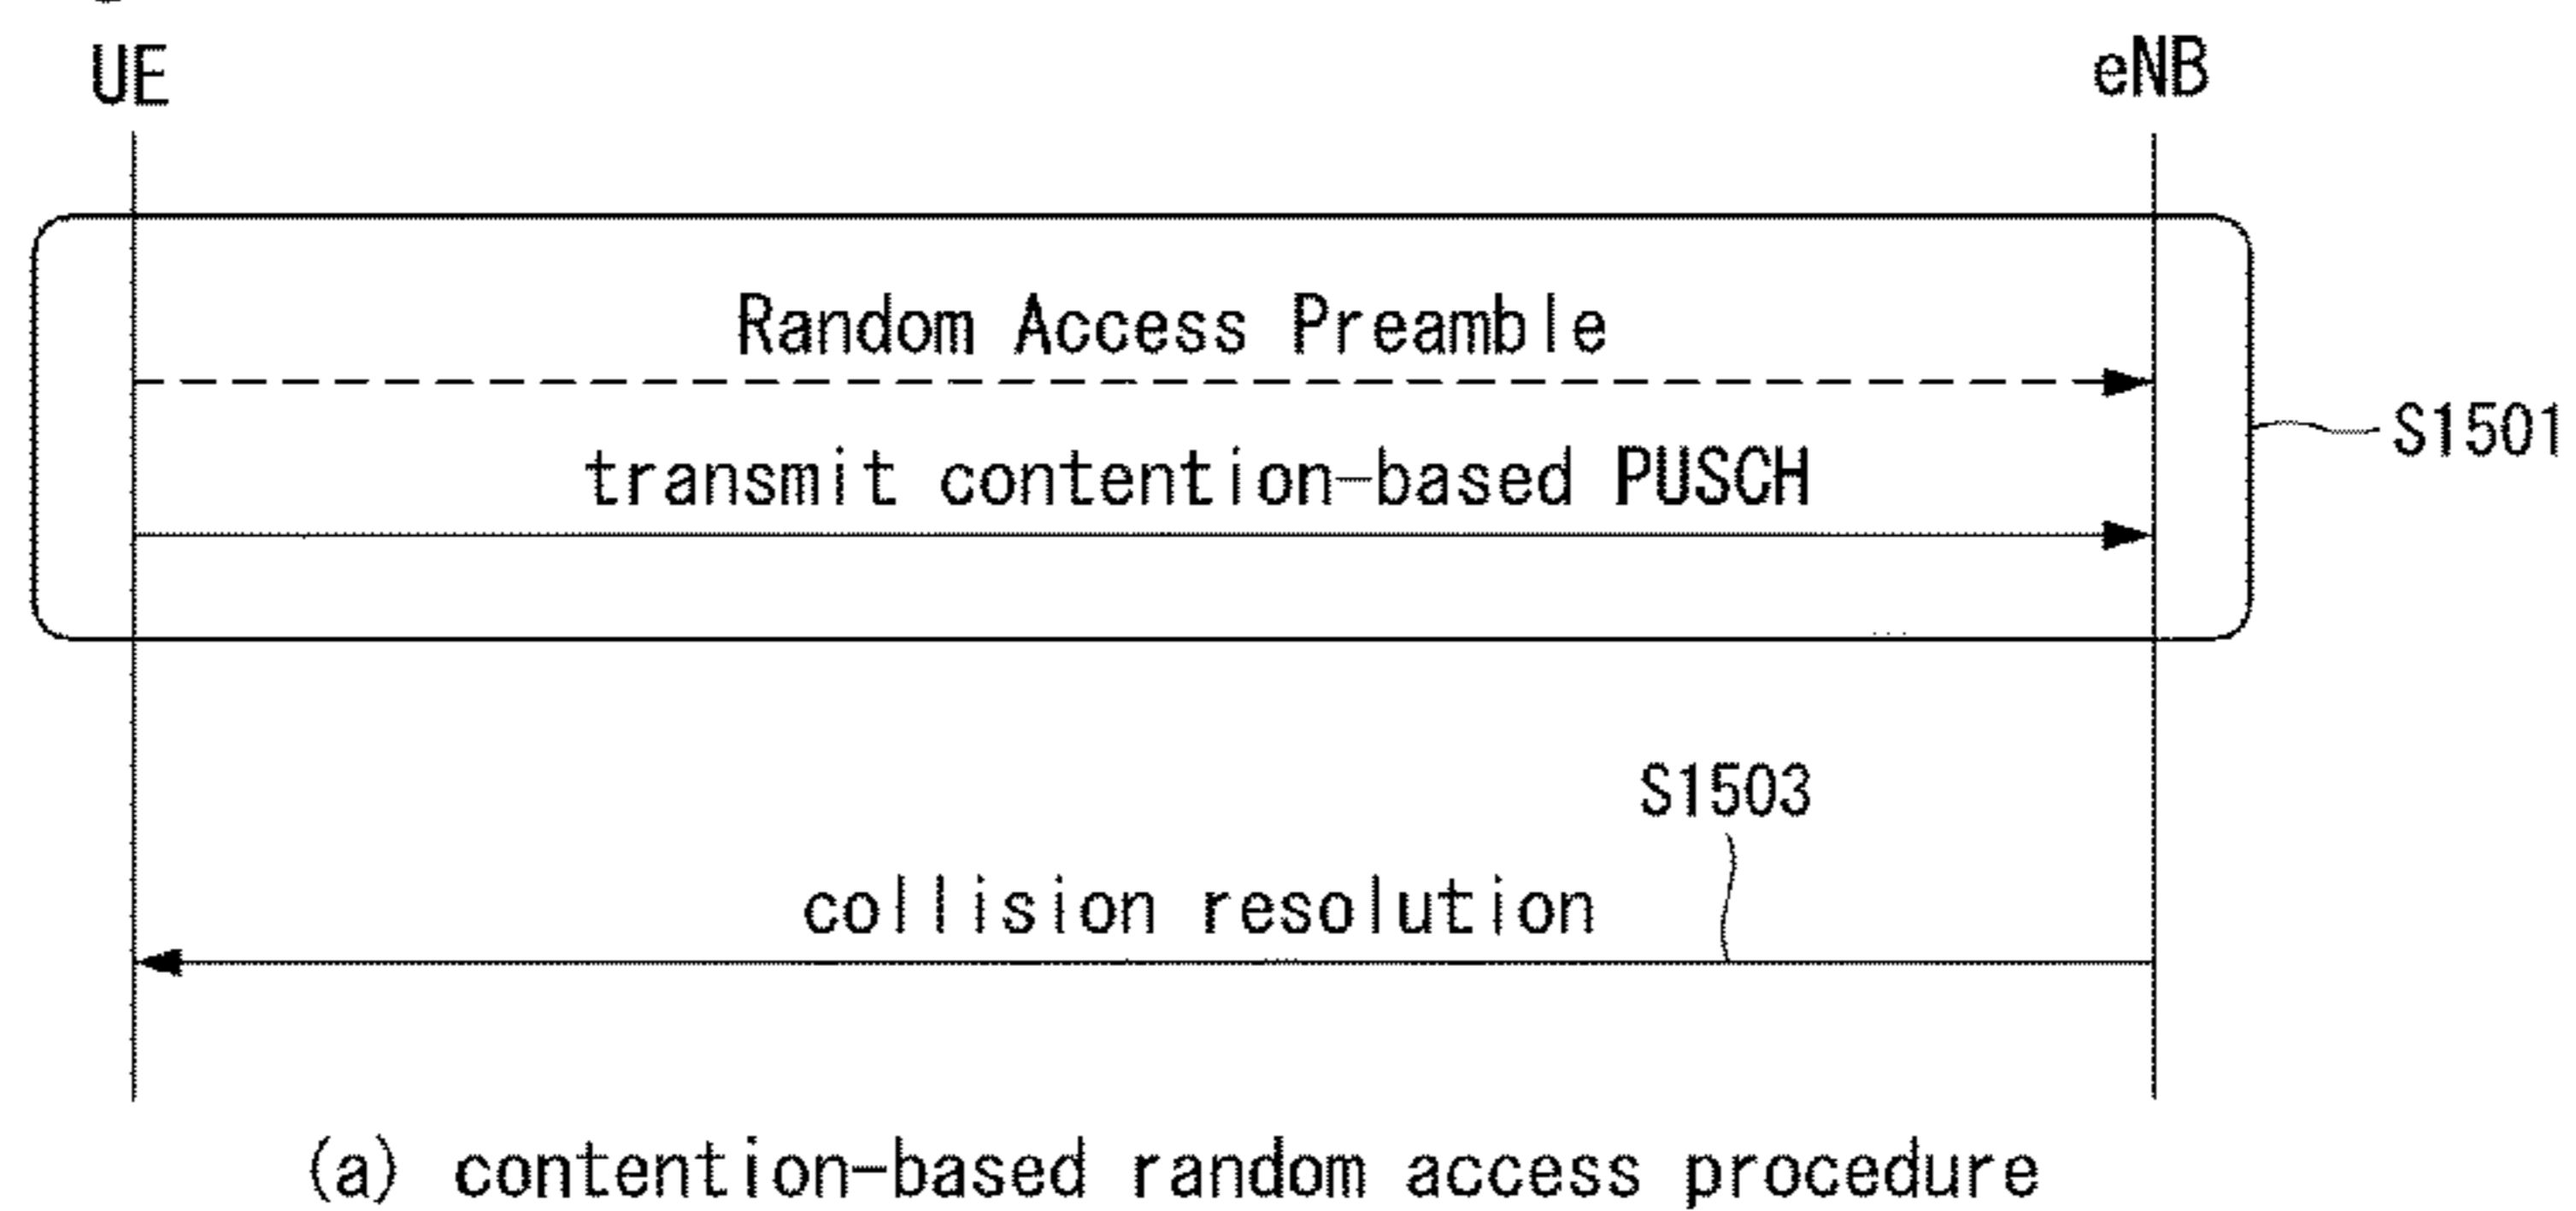 UE eNB
Random Access Preamble
transmit contention-based PUSCH
S1501
S1503
collision resolution
(a) contention-based random access procedure